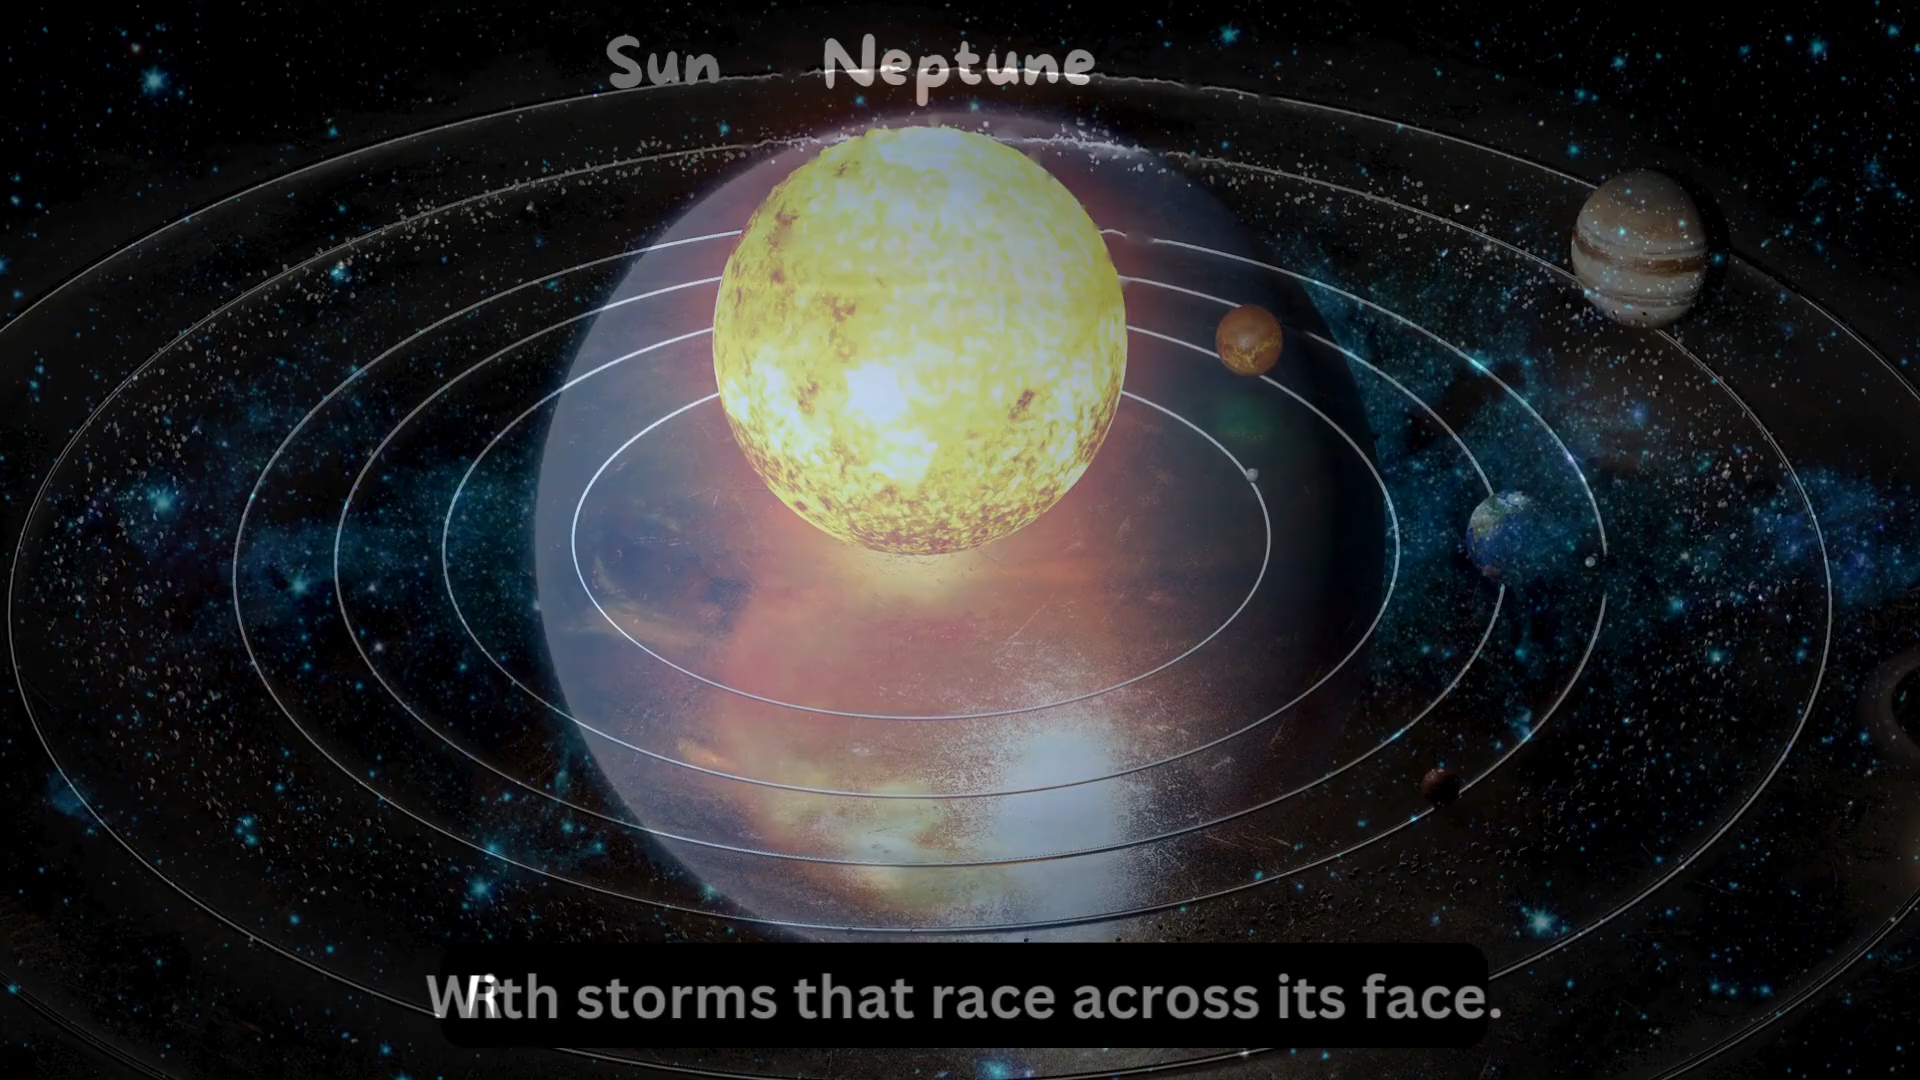 Sun Neptune
With storms that race across its face.